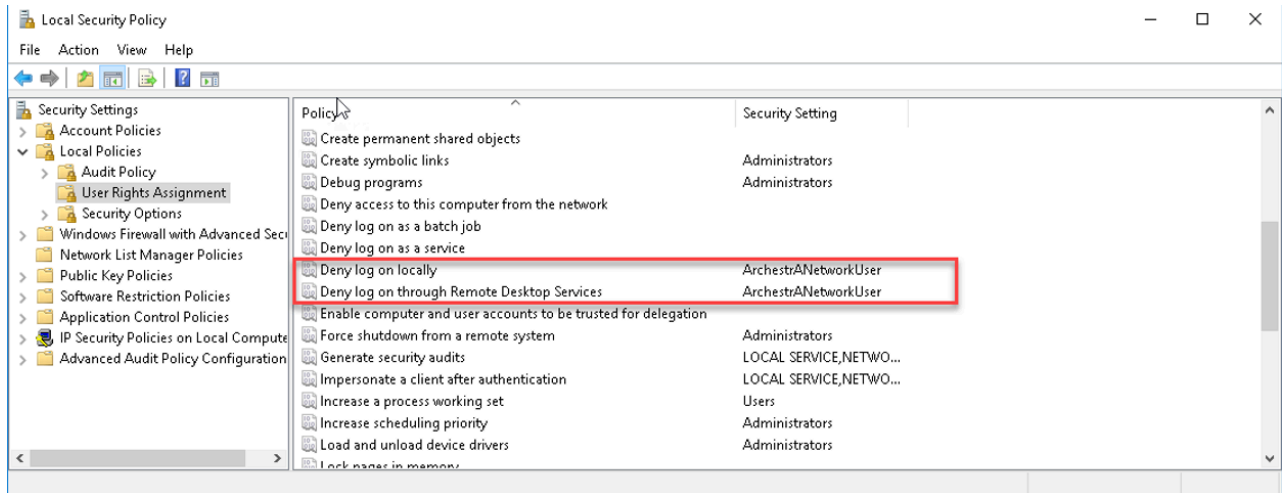 Local Security Policy
File Action View Help
Security Settings
Account Policies
Local Policies
Audit Policy
User Rights Assignment
Security Options
Windows Firewall with Advanced Secu
Network List Manager Policies
Public Key Policies
Software Restriction Policies
Application Control Policies
IP Security Policies on Local Compute
Advanced Audit Policy Configuration
Policy Security Setting
Create permanent shared objects
Create symbolic links Administrators
Debug programs Administrators
Deny access to this computer from the network
Deny log on as a batch job
Deny log on as a service
Deny log on locally ArchestrANetworkUser
Deny log on through Remote Desktop Services ArchestrANetworkUser
Enable computer and user accounts to be trusted for delegation
Force shutdown from a remote system Administrators
Generate security audits LOCAL SERVICE,NETWO...
Impersonate a client after authentication LOCAL SERVICE,NETWO...
Increase a process working set Users
Increase scheduling priority Administrators
Load and unload device drivers Administrators
Lock pages in memory